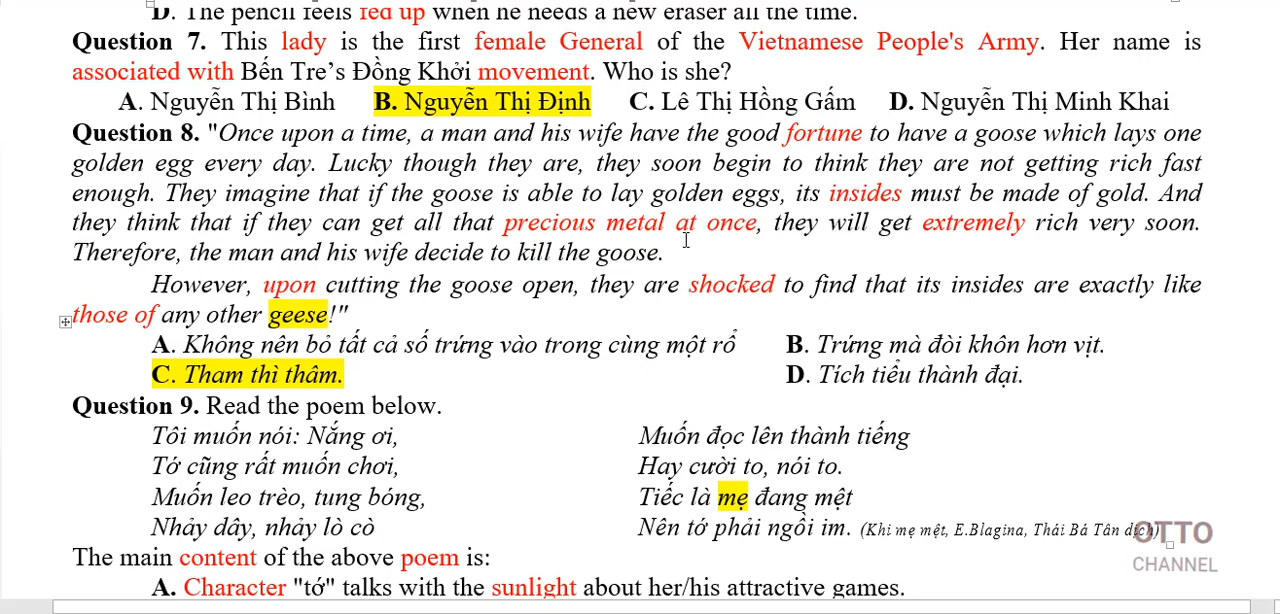 D. The pencil feels fed up when he needs a new eraser all the time.
Question 7. This lady is the first female General of the Vietnamese People's Army. Her name is
associated with Bến Tre’s Đồng Khởi movement. Who is she?
A. Nguyễn Thị Bình B. Nguyễn Thị Định C. Lê Thị Hồng Gấm D. Nguyễn Thị Minh Khai
Question 8. "Once upon a time, a man and his wife have the good fortune to have a goose which lays one
golden egg every day. Lucky though they are, they soon begin to think they are not getting rich fast
enough. They imagine that if the goose is able to lay golden eggs, its insides must be made of gold. And
they think that if they can get all that precious metal at once, they will get extremely rich very soon.
Therefore, the man and his wife decide to kill the goose.
However, upon cutting the goose open, they are shocked to find that its insides are exactly like
those of any other geese!"
A. Không nên bỏ tất cả số trứng vào trong cùng một rổ B. Trứng mà đòi khôn hơn vịt.
C. Tham thì thâm. D. Tích tiểu thành đại.
Question 9. Read the poem below.
Tôi muốn nói: Nắng ơi, Muốn đọc lên thành tiếng
Tớ cũng rất muốn chơi, Hay cười to, nói to.
Muốn leo trèo, tung bóng, Tiếc là mẹ đang mệt
Nhảy dây, nhảy lò cò Nên tớ phải ngồi im. (Khi mẹ mệt, E.Blagina, Thái Bá Tân dịch)
OTTO
CHANNEL
The main content of the above poem is:
A. Character "tớ" talks with the sunlight about her/his attractive games.